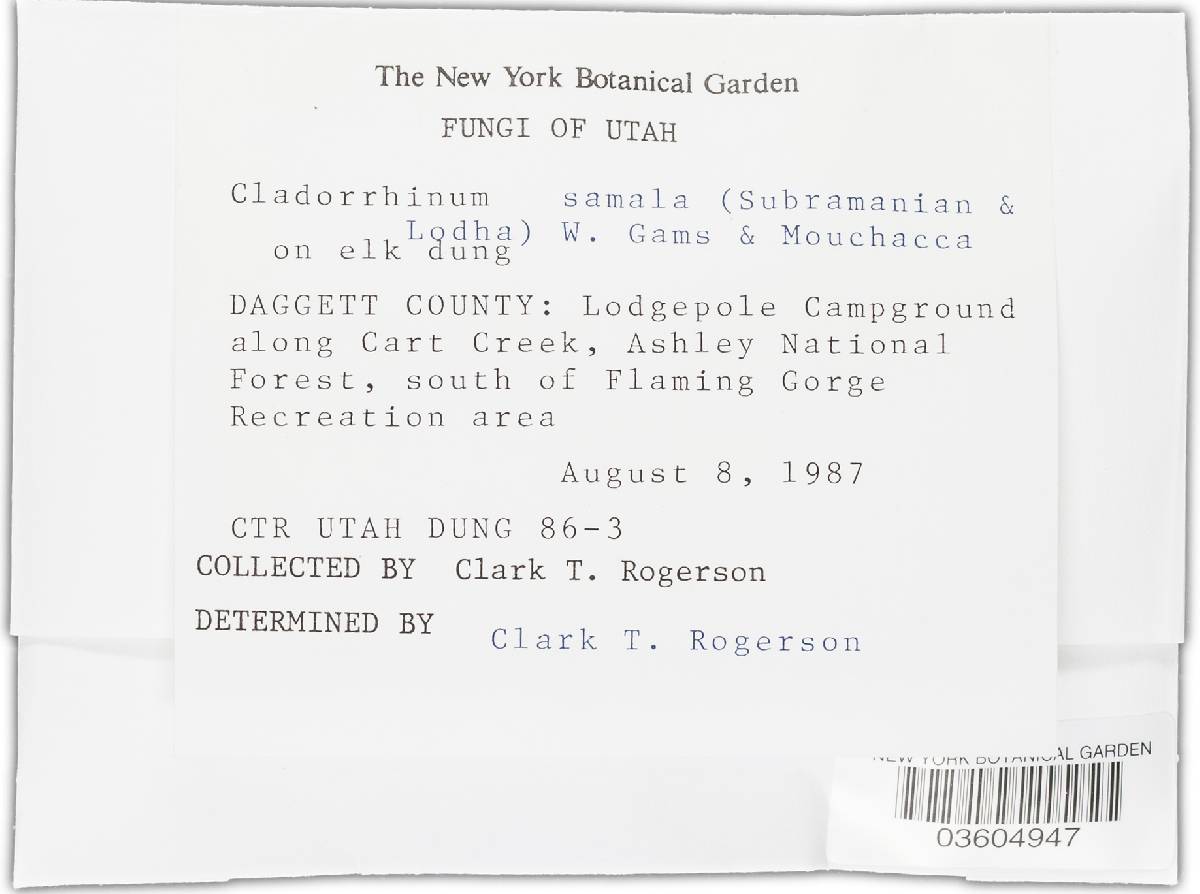 The New York Botanical Garden
FUNGI OF UTAH
Cladorrhinum samala (Subramanian &
Lodha) W. Gams & Mouchacca
on elk dung
DAGGETT COUNTY: Lodgepole Campground
along Cart Creek, Ashley National
Forest, south of Flaming Gorge
Recreation area
August 8, 1987
CTR UTAH DUNG 86-3
COLLECTED BY Clark T. Rogerson
DETERMINED BY Clark T. Rogerson
NEW YORK BOTANICAL GARDEN
03604947